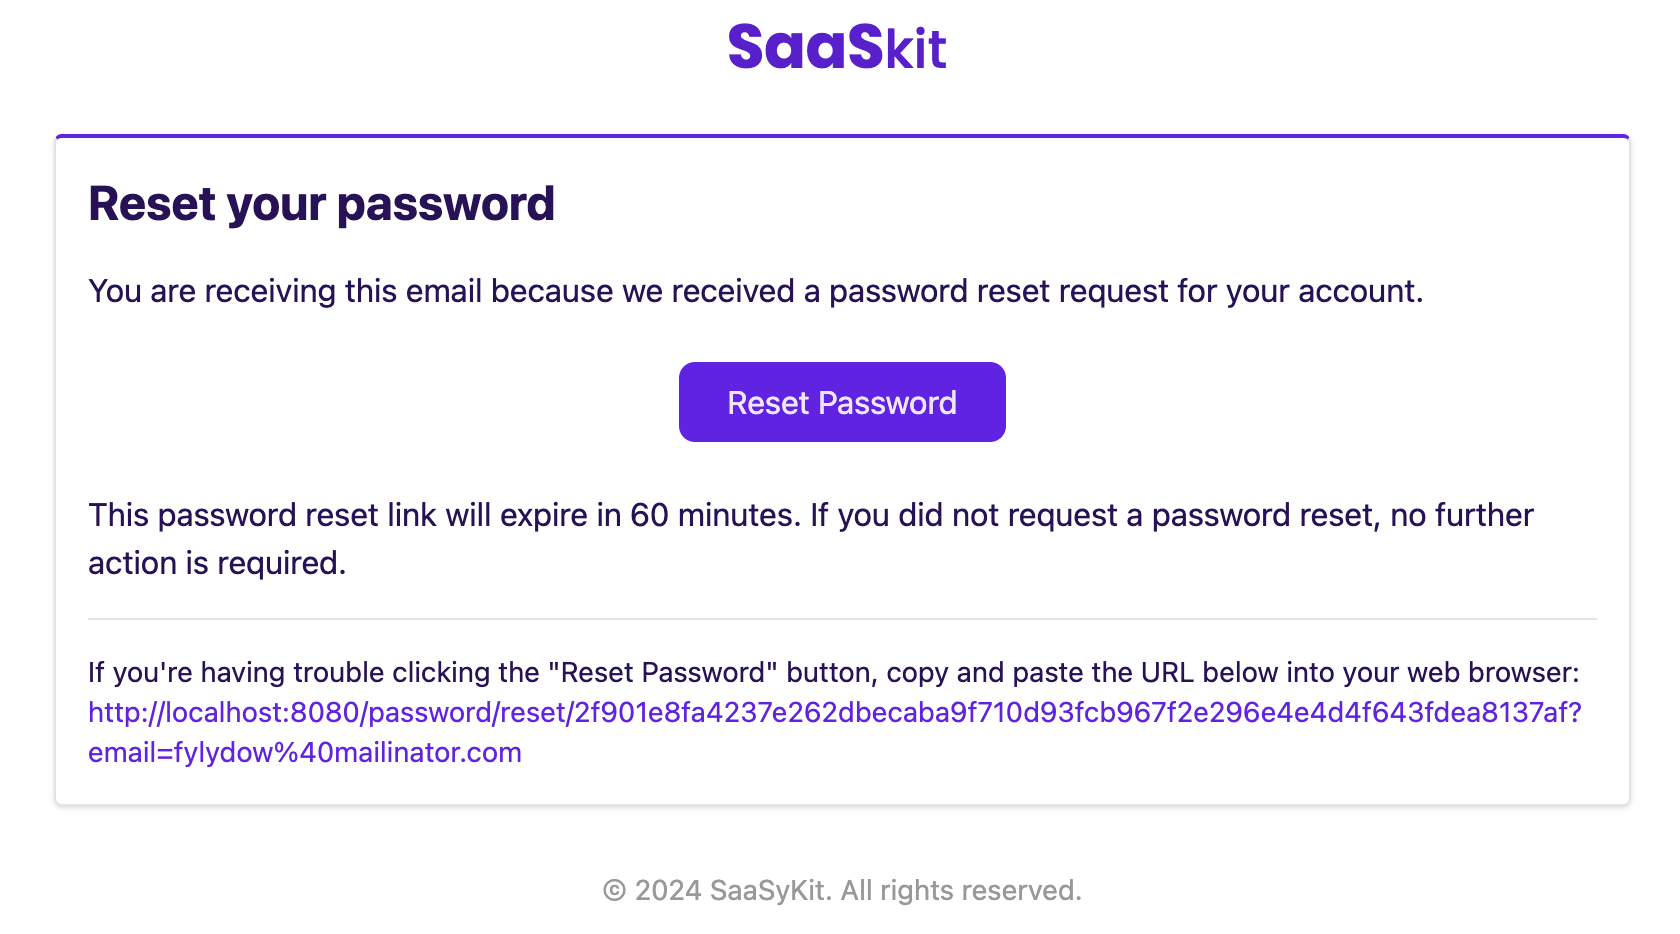 SaaSkit
Reset your password
You are receiving this email because we received a password reset request for your account.
Reset Password
This password reset link will expire in 60 minutes. If you did not request a password reset, no further
action is required.
If you're having trouble clicking the "Reset Password" button, copy and paste the URL below into your web browser:
http://localhost:8080/password/reset/2f901e8fa4237e262dbecaba9f710d93fcb967f2e296e4e4d4f643fdea8137af?
email=fylydow%40mailinator.com
© 2024 SaaSyKit. All rights reserved.